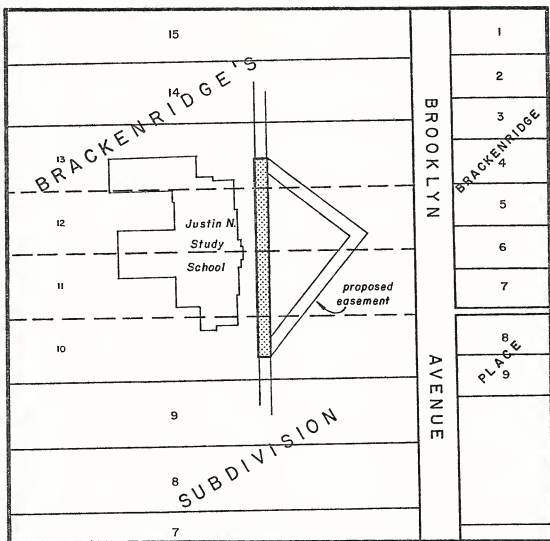 15
14
BRACKENRIDGE'S
13
12
Justin N.
Study
School
11
10
9
8
7
SUBDIVISION
proposed
easement
BROOKLYN
AVENUE
1
2
3
4
BRACKENRIDGE
5
6
7
8
PLACE
9